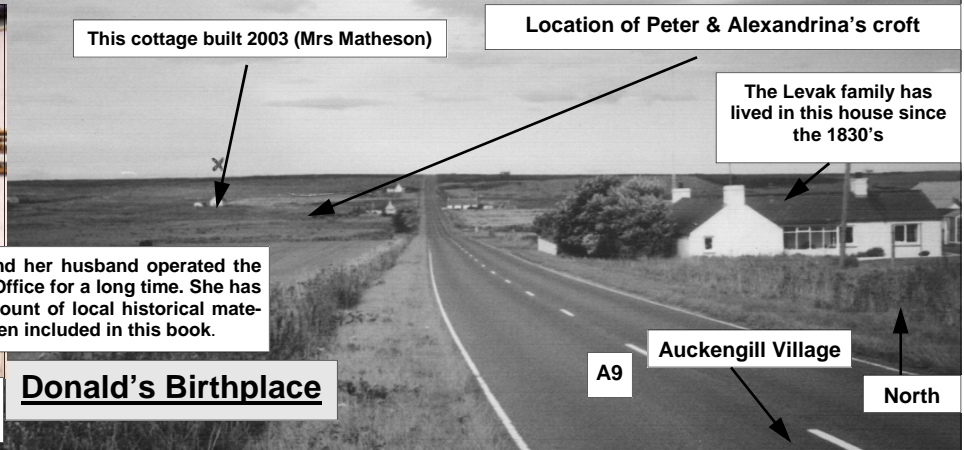 This cottage built 2003 (Mrs Matheson)
Location of Peter & Alexandrina's croft
The Levak family has
lived in this house since
the 1830's
nd her husband operated the
Office for a long time. She has
ount of local historical mate-
en included in this book.
Donald's Birthplace
A9
Auckengill Village
North